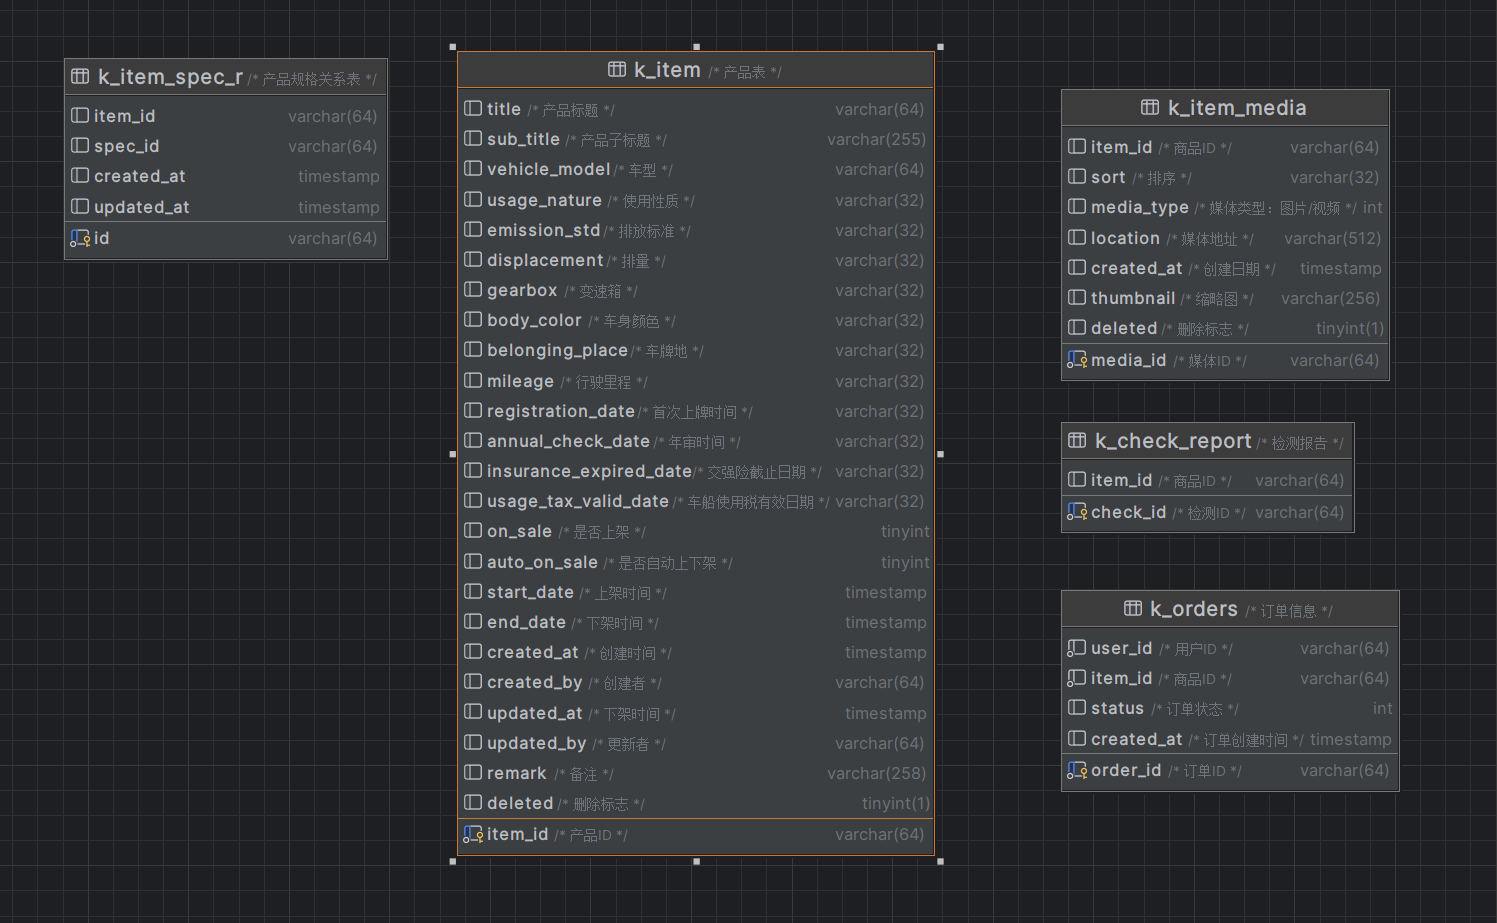 k_item_spec_r /* 产品规格关系表 */
item_id varchar(64)
spec_id varchar(64)
created_at timestamp
updated_at timestamp
id varchar(64)
k_item /* 产品表 */
title /* 产品标题 */ varchar(64)
sub_title /* 产品子标题 */ varchar(255)
vehicle_model /* 车型 */ varchar(64)
usage_nature /* 使用性质 */ varchar(32)
emission_std /* 排放标准 */ varchar(32)
displacement /* 排量 */ varchar(32)
gearbox /* 变速箱 */ varchar(32)
body_color /* 车身颜色 */ varchar(32)
belonging_place /* 车牌地 */ varchar(32)
mileage /* 行驶里程 */ varchar(32)
registration_date /* 首次上牌时间 */ varchar(32)
annual_check_date /* 年审时间 */ varchar(32)
insurance_expired_date /* 交强险截止日期 */ varchar(32)
usage_tax_valid_date /* 车船使用税有效日期 */ varchar(32)
on_sale /* 是否上架 */ tinyint
auto_on_sale /* 是否自动上下架 */ tinyint
start_date /* 上架时间 */ timestamp
end_date /* 下架时间 */ timestamp
created_at /* 创建时间 */ timestamp
created_by /* 创建者 */ varchar(64)
updated_at /* 下架时间 */ timestamp
updated_by /* 更新者 */ varchar(64)
remark /* 备注 */ varchar(258)
deleted /* 删除标志 */ tinyint(1)
item_id /* 产品ID */ varchar(64)
k_item_media
item_id /* 商品ID */ varchar(64)
sort /* 排序 */ varchar(32)
media_type /* 媒体类型：图片/视频 */ int
location /* 媒体地址 */ varchar(512)
created_at /* 创建日期 */ timestamp
thumbnail /* 缩略图 */ varchar(256)
deleted /* 删除标志 */ tinyint(1)
media_id /* 媒体ID */ varchar(64)
k_check_report /* 检测报告 */
item_id /* 商品ID */ varchar(64)
check_id /* 检测ID */ varchar(64)
k_orders /* 订单信息 */
user_id /* 用户ID */ varchar(64)
item_id /* 商品ID */ varchar(64)
status /* 订单状态 */ int
created_at /* 订单创建时间 */ timestamp
order_id /* 订单ID */ varchar(64)